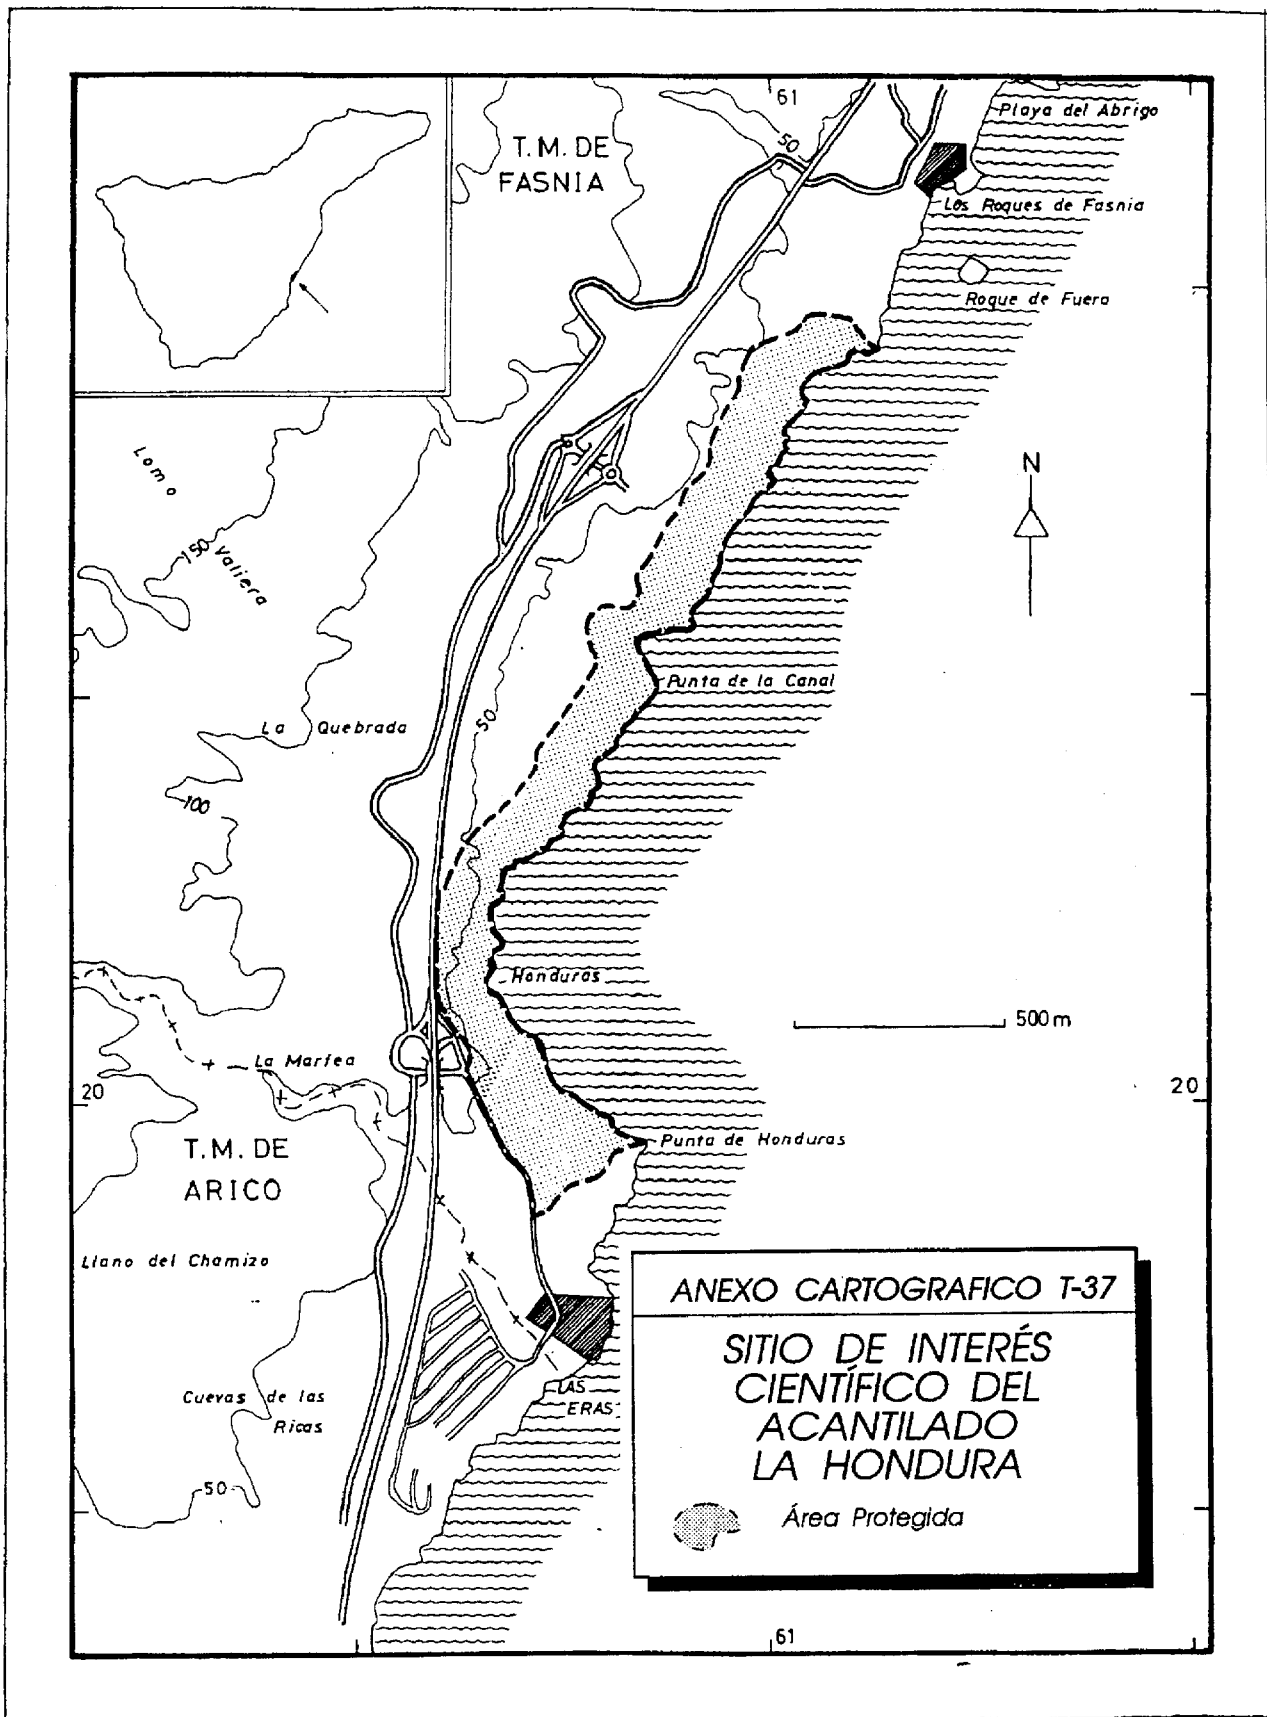 61
Playa del Abrigo
50
T.M. DE
FASNIA
Los Roques de Fasnia
Roque de Fuera
Lomo
Valiera
150
N
Punta de la Canal
50
La Quebrada
100
Honduras
500 m
La Martea
20
20
Punta de Honduras
T.M. DE
ARICO
Llano del Chamizo
ANEXO CARTOGRAFICO T-37
SITIO DE INTERÉS
CIENTÍFICO DEL
ACANTILADO
LA HONDURA
Área Protegida
Cuevas de las
Ricas
LAS
ERAS
50
61